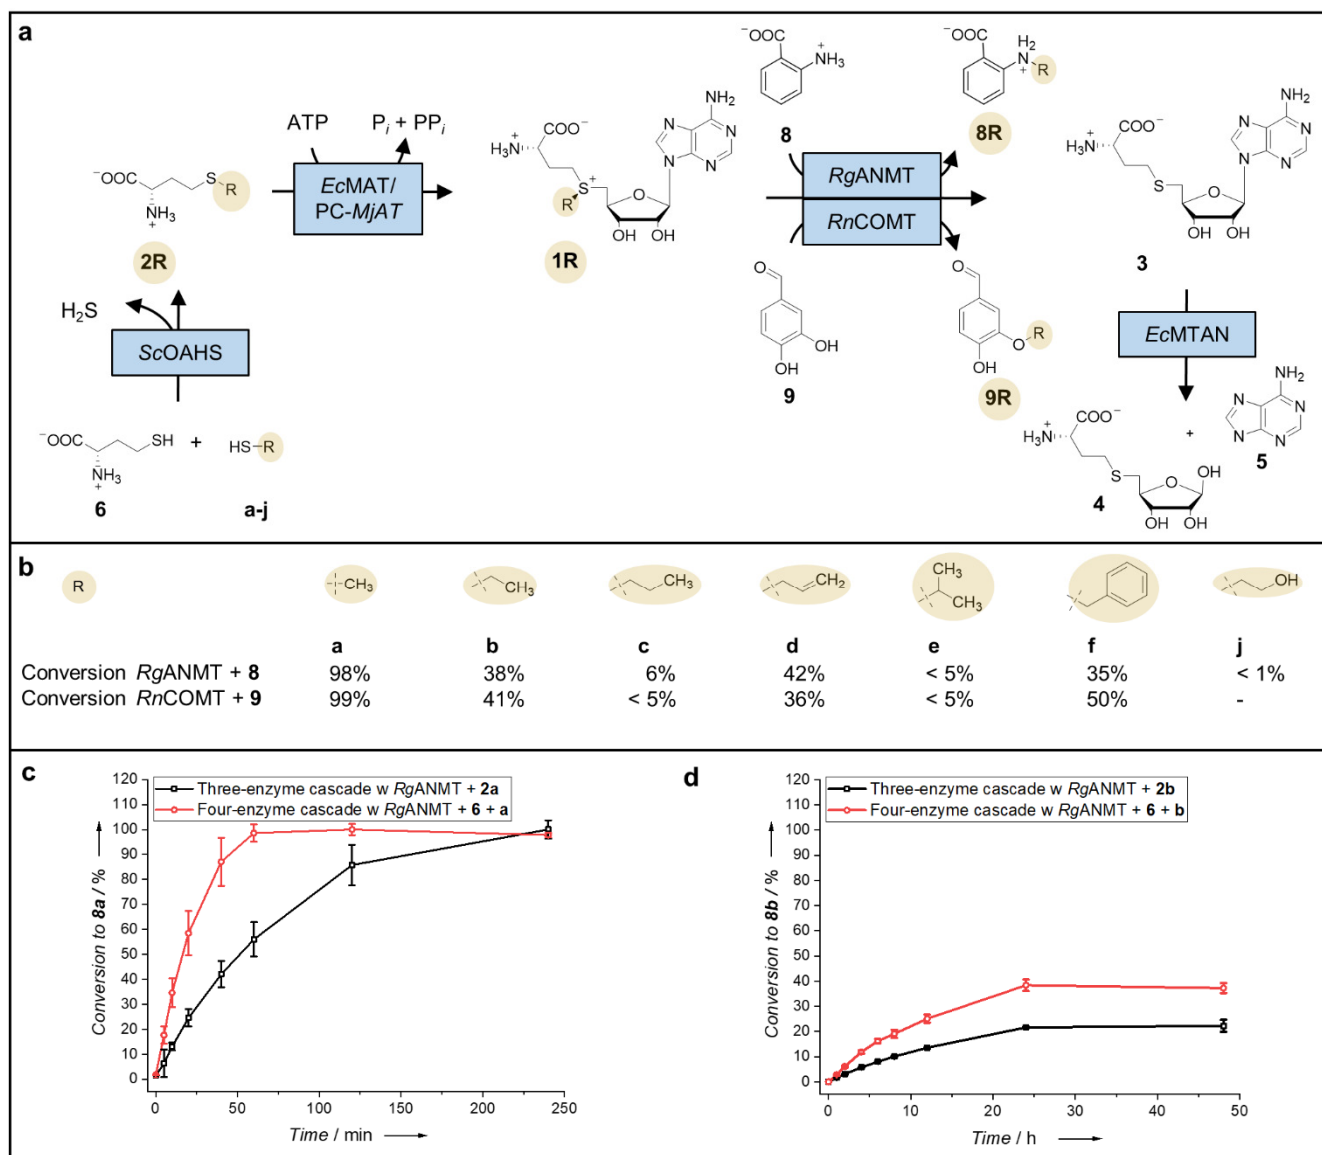 a
ATP
Pi + PPi
EcMAT/
PC-MjAT
−OOC
S
R
NH3
+
2R
H2S
ScOAHS
−OOC
SH
NH3
+
6
+
HS
R
a-j
NH2
N
N
N
N
COO−
H3N
+
S
+
R
O
OH OH
1R
−OOC
+
NH3
8
−OOC
H2
N
+
R
8R
RgANMT
RnCOMT
O
OH
OH
9
O
O
R
OH
9R
NH2
N
N
N
N
COO−
H3N
+
S
O
OH OH
3
EcMTAN
COO−
H3N
+
S
O
OH
OH OH
4
+
NH2
N
N
N
N
5
b
R
CH3
CH3
CH3
CH2
CH3
CH3
OH
a b c d e f j
Conversion RgANMT + 8 98% 38% 6% 42% < 5% 35% < 1%
Conversion RnCOMT + 9 99% 41% < 5% 36% < 5% 50% -
c
Three-enzyme cascade w RgANMT + 2a
Four-enzyme cascade w RgANMT + 6 + a
Conversion to 8a / %
120
110
100
90
80
70
60
50
40
30
20
10
0
0 50 100 150 200 250
Time / min
d
Three-enzyme cascade w RgANMT + 2b
Four-enzyme cascade w RgANMT + 6 + b
Conversion to 8b / %
120
110
100
90
80
70
60
50
40
30
20
10
0
0 10 20 30 40 50
Time / h